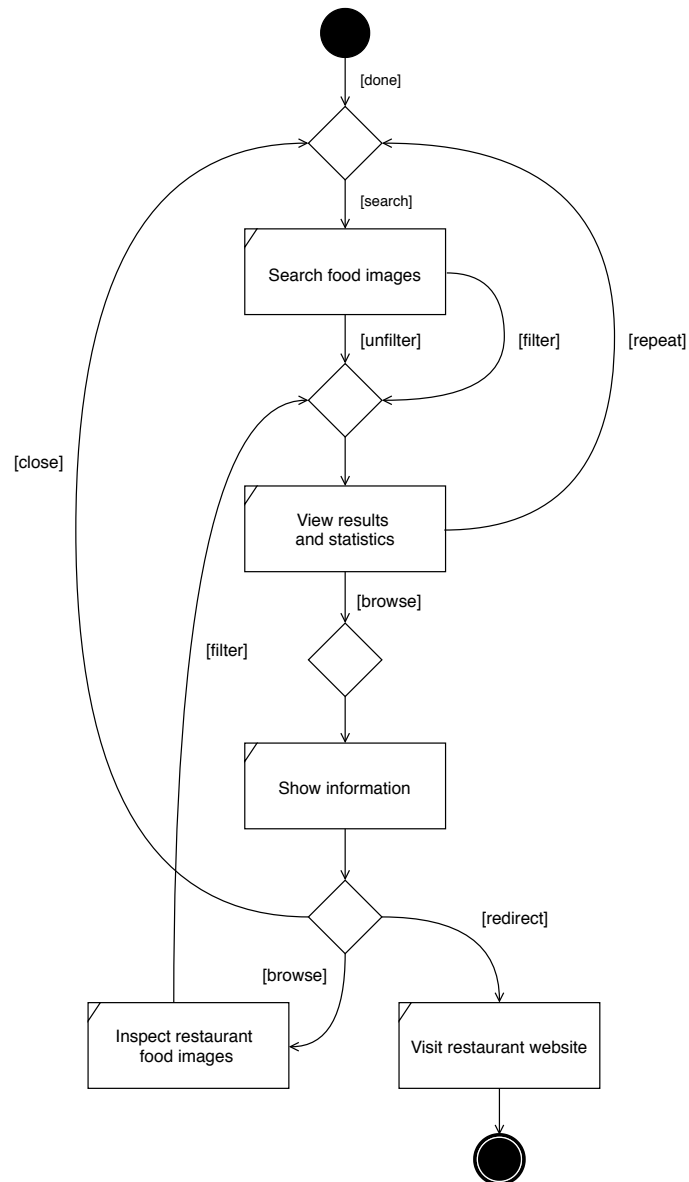 [done]
[search]
Search food images
[unfilter]
[filter]
[repeat]
[close]
View results
and statistics
[browse]
[filter]
Show information
[redirect]
[browse]
Inspect restaurant
food images
Visit restaurant website